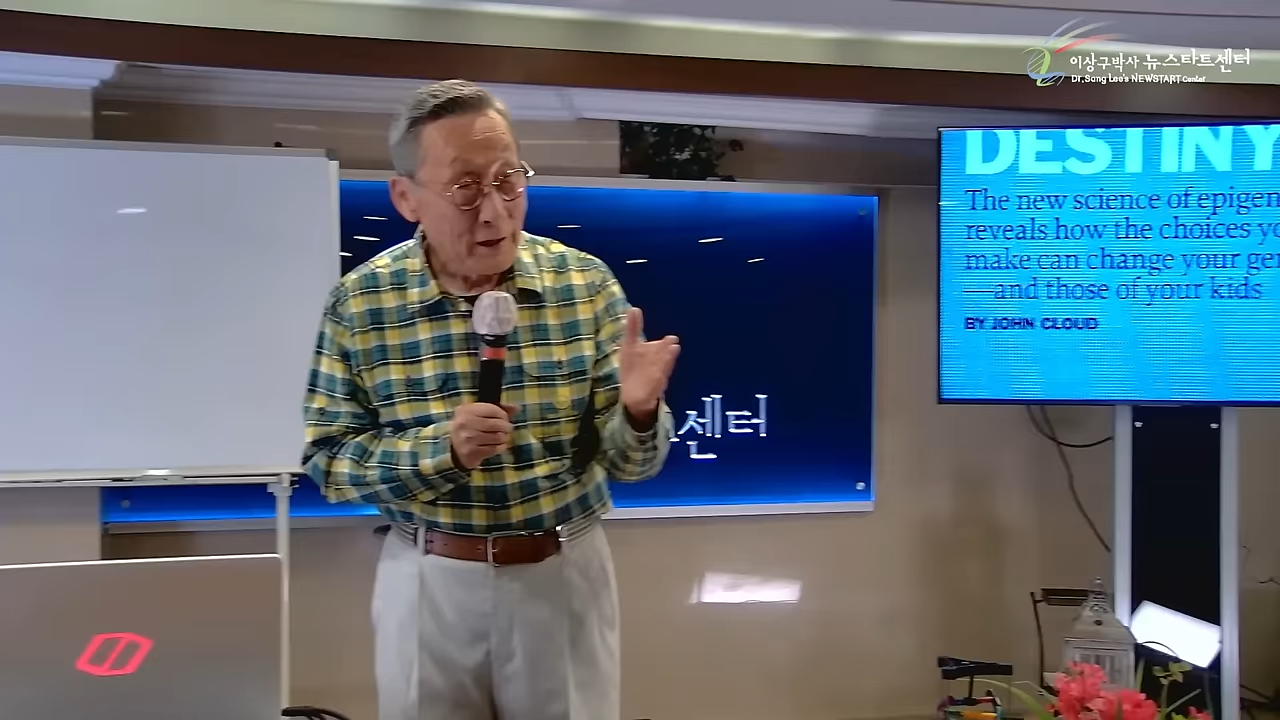 이상구박사 뉴스타트센터
Dr. Sang Lee's NEWSTART Center
DESTINY
The new science of epigen
reveals how the choices yo
make can change your gen
—and those of your kids
BY JOHN CLOUD
센터